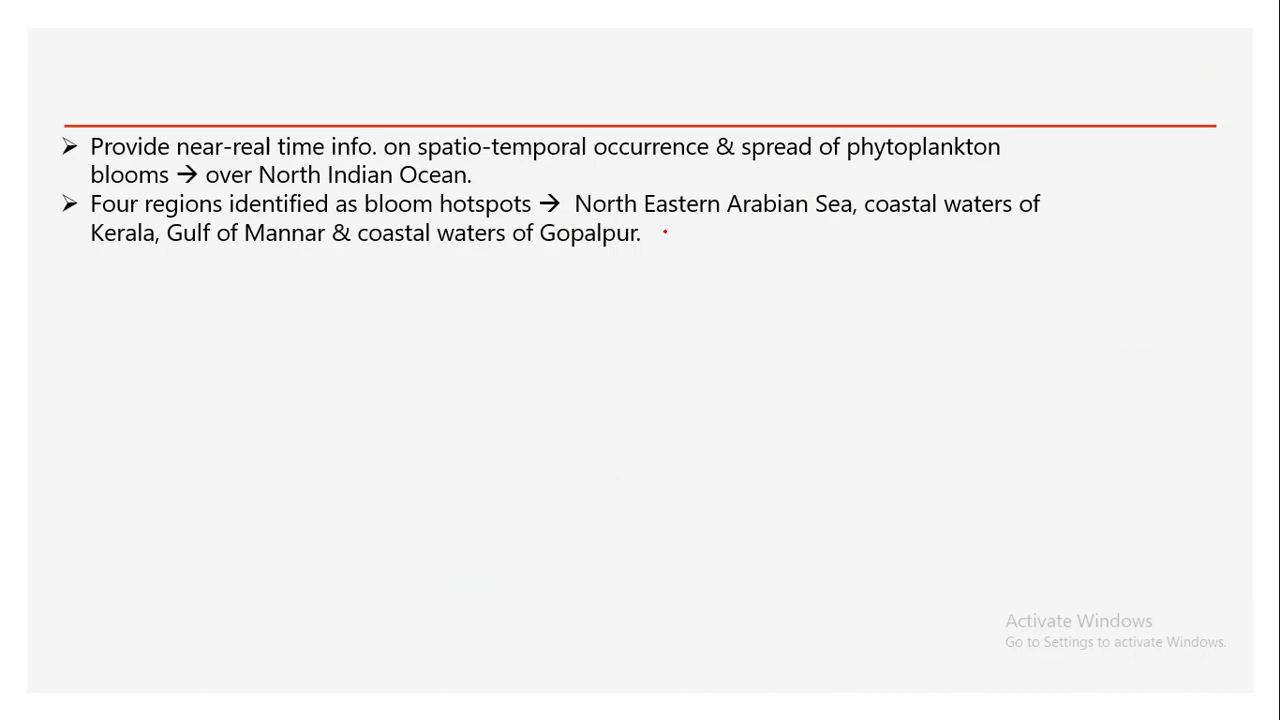 ➢ Provide near-real time info. on spatio-temporal occurrence & spread of phytoplankton
blooms → over North Indian Ocean.
➢ Four regions identified as bloom hotspots → North Eastern Arabian Sea, coastal waters of
Kerala, Gulf of Mannar & coastal waters of Gopalpur.
Activate Windows
Go to Settings to activate Windows.